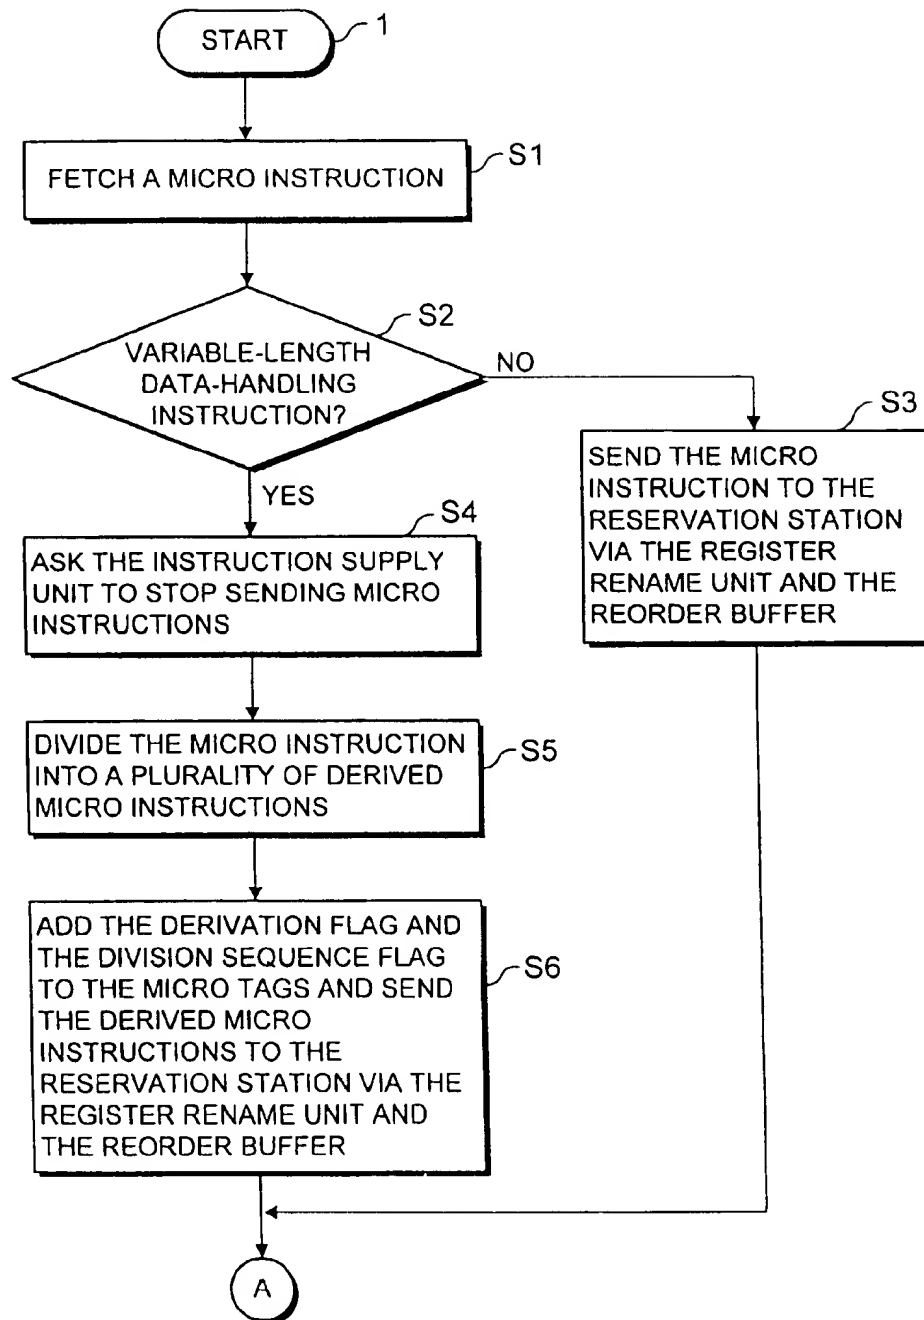 START
1
FETCH A MICRO INSTRUCTION
S1
S2
VARIABLE-LENGTH
DATA-HANDLING
INSTRUCTION?
NO
YES
S3
SEND THE MICRO
INSTRUCTION TO THE
RESERVATION STATION
VIA THE REGISTER
RENAME UNIT AND THE
REORDER BUFFER
S4
ASK THE INSTRUCTION SUPPLY
UNIT TO STOP SENDING MICRO
INSTRUCTIONS
DIVIDE THE MICRO INSTRUCTION
INTO A PLURALITY OF DERIVED
MICRO INSTRUCTIONS
S5
ADD THE DERIVATION FLAG AND
THE DIVISION SEQUENCE FLAG
TO THE MICRO TAGS AND SEND
THE DERIVED MICRO
INSTRUCTIONS TO THE
RESERVATION STATION VIA THE
REGISTER RENAME UNIT AND
THE REORDER BUFFER
S6
A